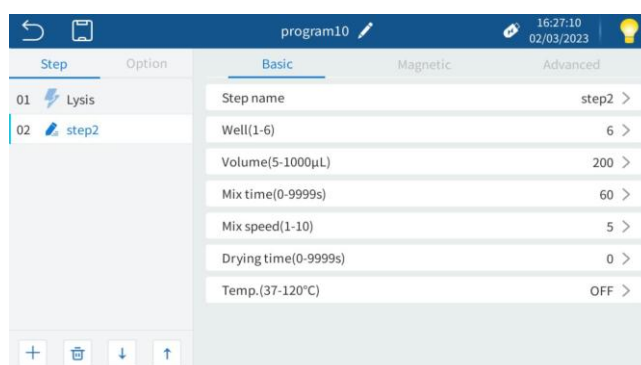 program10
16:27:10
02/03/2023
Step Option
Basic Magnetic Advanced
01 Lysis
02 step2
Step name step2
Well(1-6) 6
Volume(5-1000μL) 200
Mix time(0-9999s) 60
Mix speed(1-10) 5
Drying time(0-9999s) 0
Temp.(37-120°C) OFF